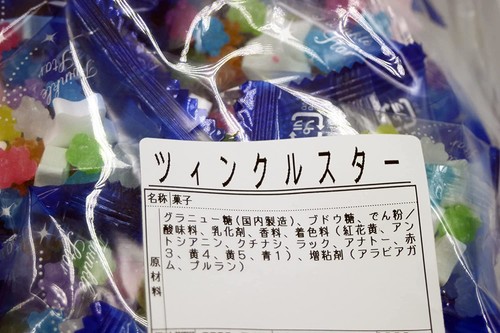 Twinkle
Star
ツィンクルスター
名称 菓子
原材料
グラニュー糖(国内製造)、ブドウ糖、でん粉/
酸味料、乳化剤、香料、着色料(紅花黄、アン
トシアニン、クチナシ、ラック、アナトー、赤
3、黄4、黄5、青1)、増粘剤(アラビアガ
ム、プルラン)